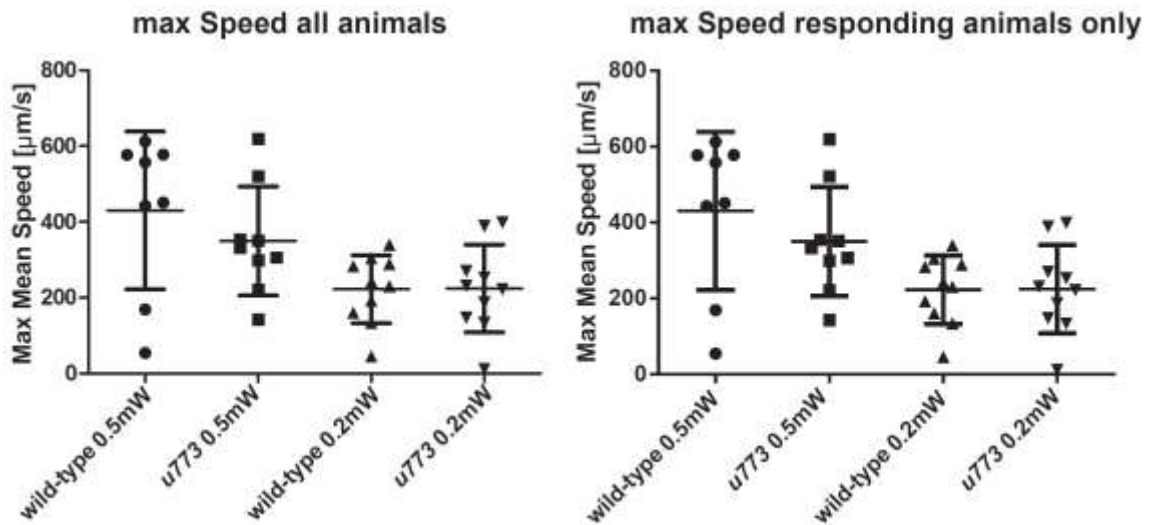 max Speed all animals
Max Mean Speed [μm/s]
800
600
400
200
0
wild-type 0.5mW
u773 0.5mW
wild-type 0.2mW
u773 0.2mW
max Speed responding animals only
Max Mean Speed [μm/s]
800
600
400
200
0
wild-type 0.5mW
u773 0.5mW
wild-type 0.2mW
u773 0.2mW